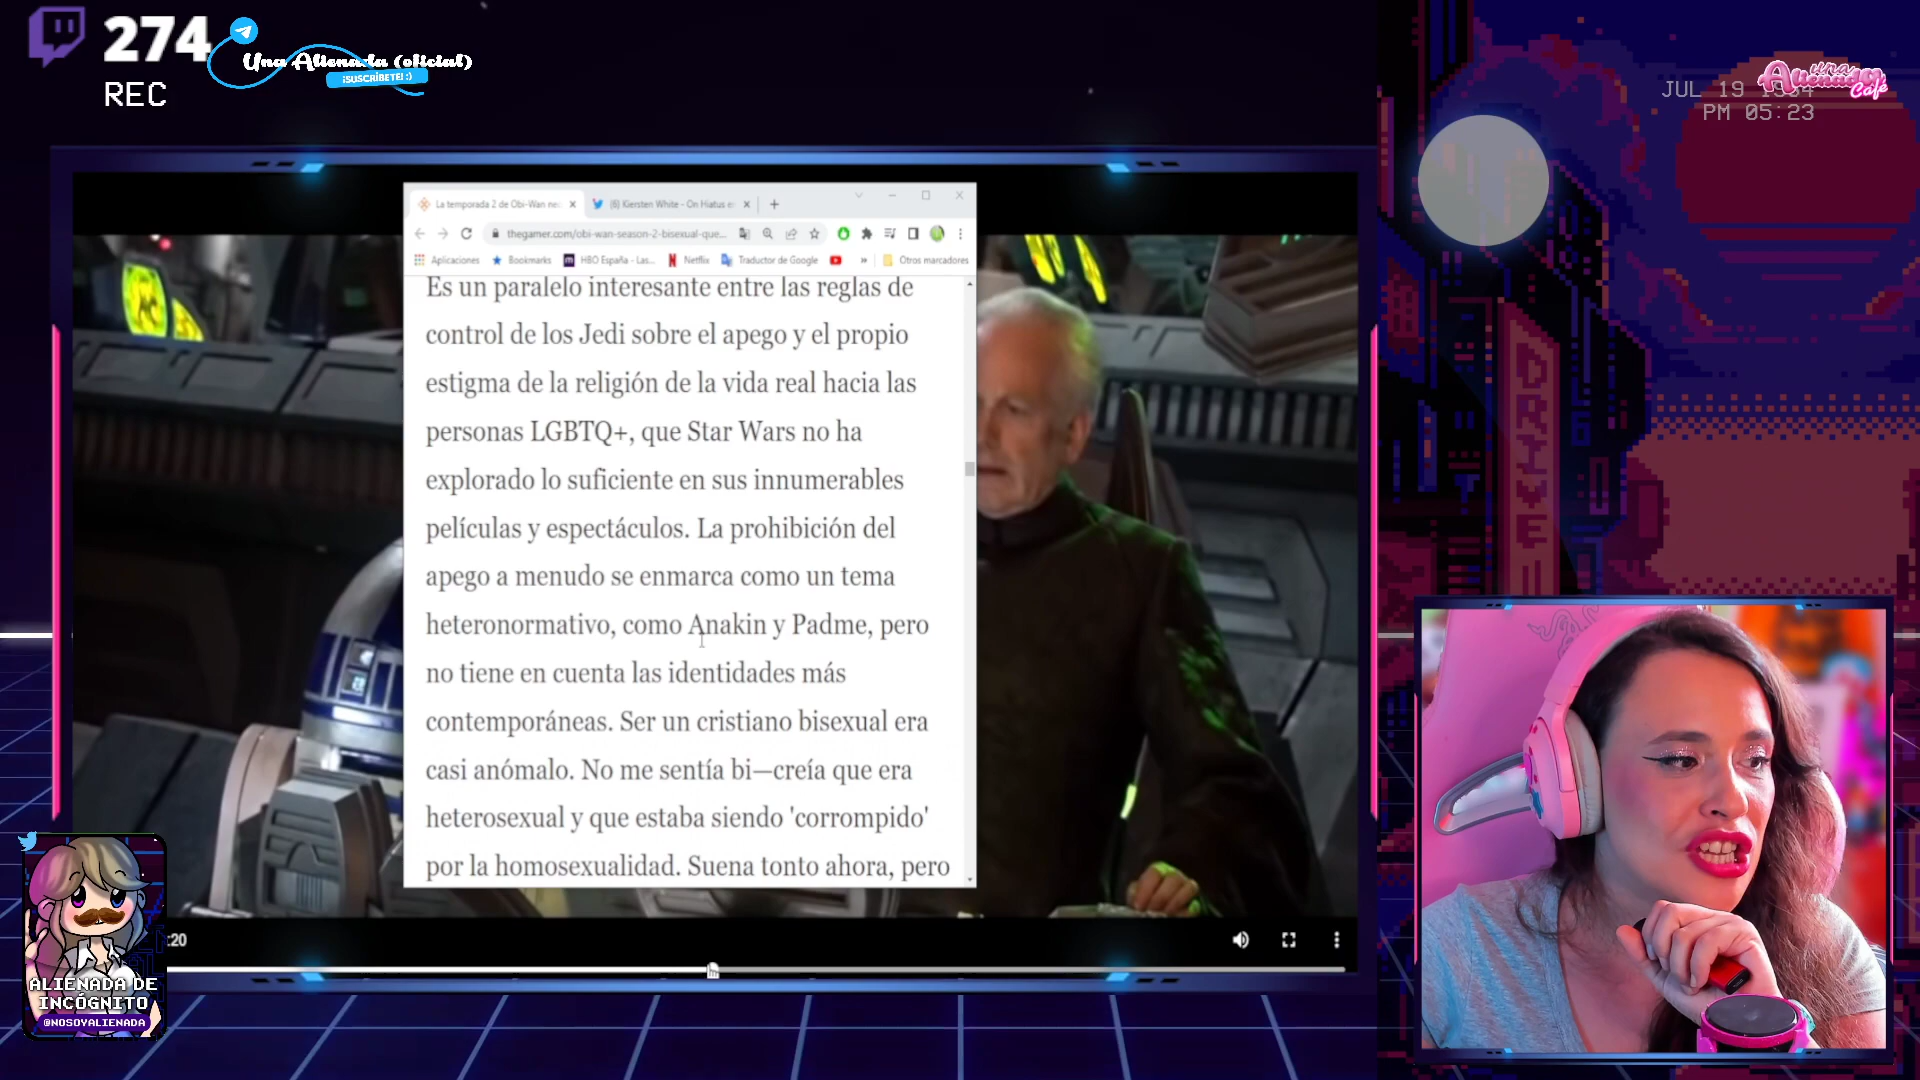 274
REC
Una Alienada (oficial)
¡SUSCRÍBETE! :)
Una Alienada Café
JUL 19
PM 05:23
La temporada 2 de Obi-Wan ne
(6) Kiersten White - On Hiatus
thegamer.com/obi-wan-season-2-bisexual-que...
Aplicaciones Bookmarks HBO España - Las... Netflix Traductor de Google » Otros marcadores
Es un paralelo interesante entre las reglas de
control de los Jedi sobre el apego y el propio
estigma de la religión de la vida real hacia las
personas LGBTQ+, que Star Wars no ha
explorado lo suficiente en sus innumerables
películas y espectáculos. La prohibición del
apego a menudo se enmarca como un tema
heteronormativo, como Anakin y Padme, pero
no tiene en cuenta las identidades más
contemporáneas. Ser un cristiano bisexual era
casi anómalo. No me sentía bi—creía que era
heterosexual y que estaba siendo 'corrompido'
por la homosexualidad. Suena tonto ahora, pero
:20
ALIENADA DE
INCÓGNITO
@NOSOYALIENADA
DRIVE